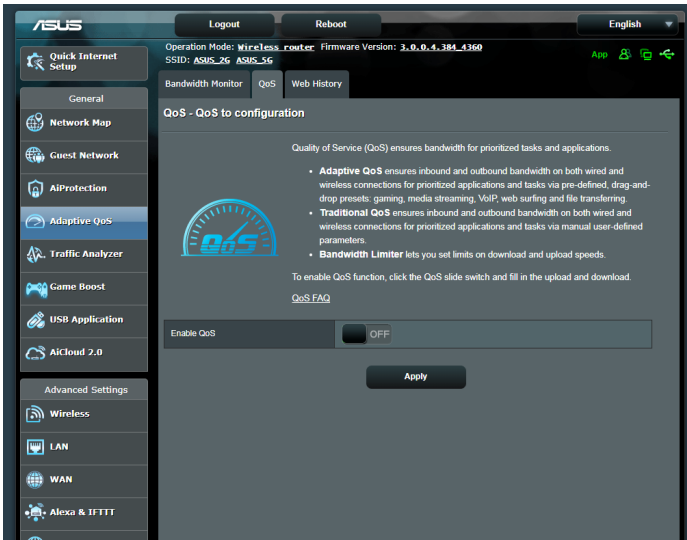 ASUS
Logout
Reboot
English
Quick Internet
Setup
Operation Mode: Wireless router Firmware Version: 3.0.0.4.384_4360
SSID: ASUS_2G ASUS_5G
App
Bandwidth Monitor
QoS
Web History
General
Network Map
Guest Network
AiProtection
Adaptive QoS
Traffic Analyzer
Game Boost
USB Application
AiCloud 2.0
Advanced Settings
Wireless
LAN
WAN
Alexa & IFTTT
QoS - QoS to configuration
QoS
Quality of Service (QoS) ensures bandwidth for prioritized tasks and applications.
• Adaptive QoS ensures inbound and outbound bandwidth on both wired and
wireless connections for prioritized applications and tasks via pre-defined, drag-and-
drop presets: gaming, media streaming, VoIP, web surfing and file transferring.
• Traditional QoS ensures inbound and outbound bandwidth on both wired and
wireless connections for prioritized applications and tasks via manual user-defined
parameters.
• Bandwidth Limiter lets you set limits on download and upload speeds.
To enable QoS function, click the QoS slide switch and fill in the upload and download.
QoS FAQ
Enable QoS
OFF
Apply